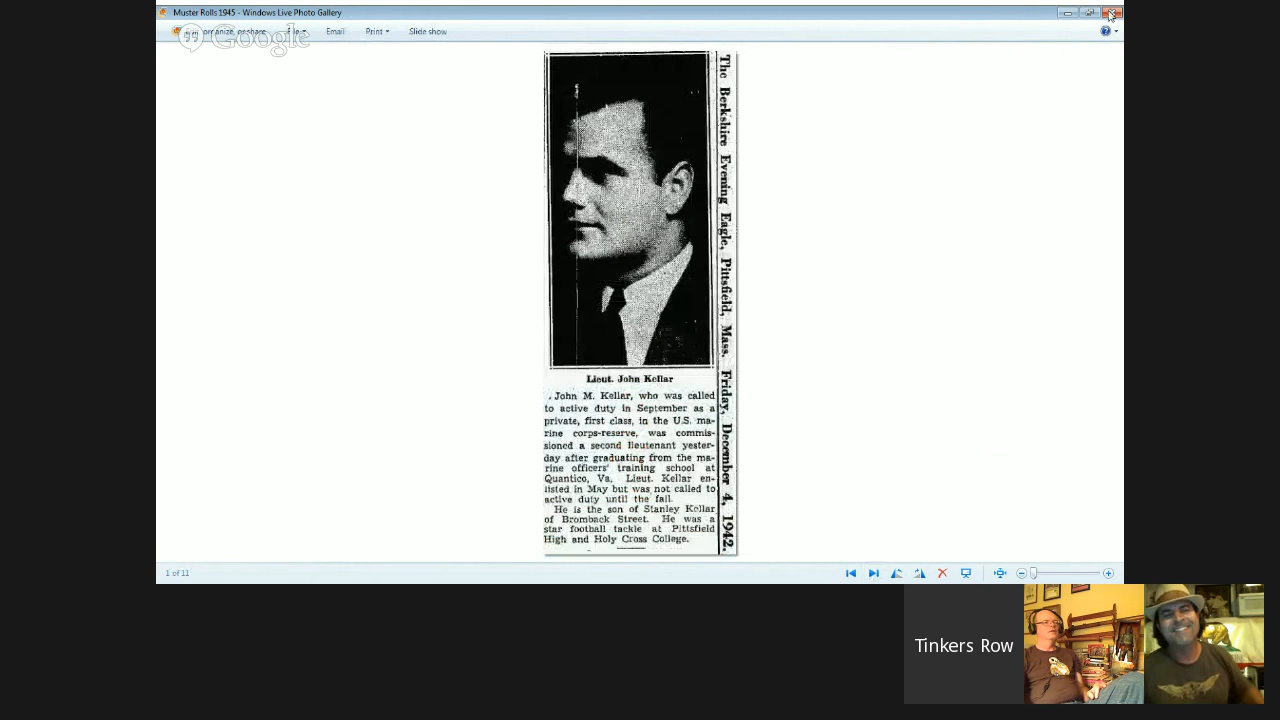 Muster Rolls 1945 - Windows Live Photo Gallery
Email
Print
Slide show
Google
The Berkshire Evening Eagle, Pittsfield, Mass. Friday, December 4, 1942.
Lieut. John Kellar
John M. Kellar, who was called
to active duty in September as a
private, first class, in the U.S. ma-
rine corps-reserve, was commis-
sioned a second lieutenant yester-
day after graduating from the ma-
rine officers' training school at
Quantico, Va. Lieut. Kellar en-
listed in May but was not called to
active duty until the fall.
He is the son of Stanley Kellar
of Bromback Street. He was a
star football tackle at Pittsfield
High and Holy Cross College.
1 of 11
Tinkers Row